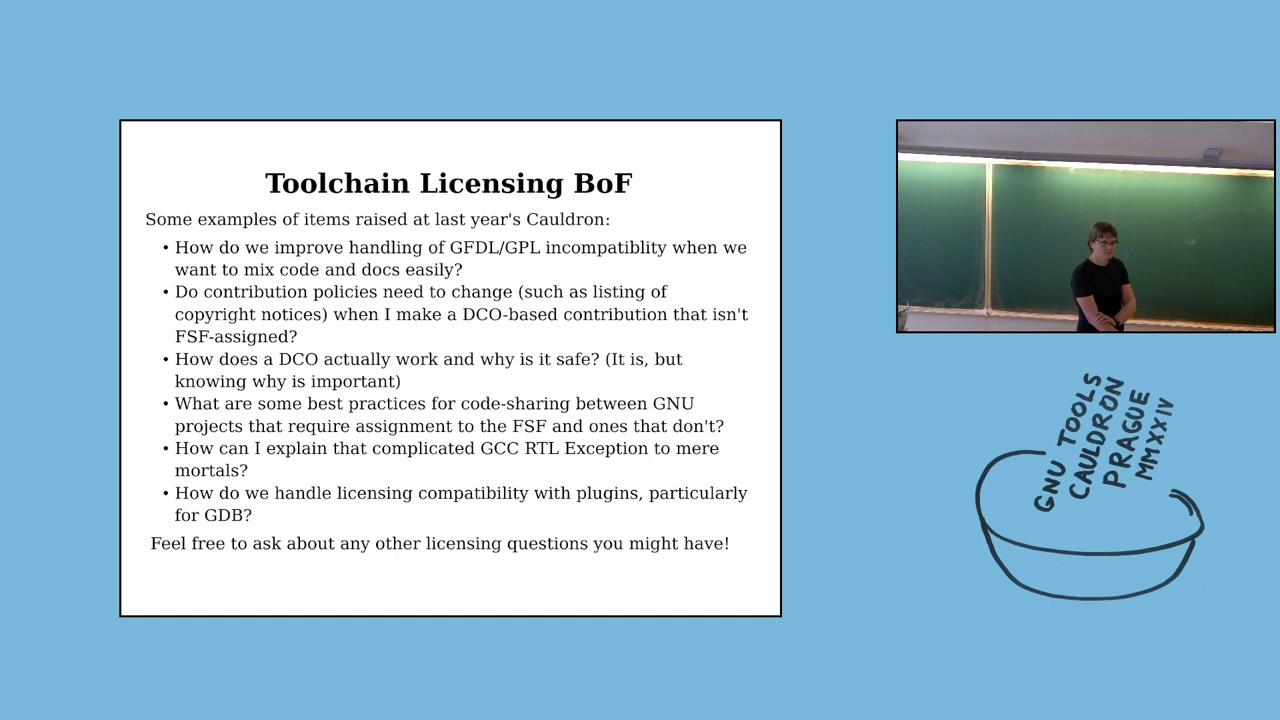 Toolchain Licensing BoF
Some examples of items raised at last year's Cauldron:
• How do we improve handling of GFDL/GPL incompatiblity when we
want to mix code and docs easily?
• Do contribution policies need to change (such as listing of
copyright notices) when I make a DCO-based contribution that isn't
FSF-assigned?
• How does a DCO actually work and why is it safe? (It is, but
knowing why is important)
• What are some best practices for code-sharing between GNU
projects that require assignment to the FSF and ones that don't?
• How can I explain that complicated GCC RTL Exception to mere
mortals?
• How do we handle licensing compatibility with plugins, particularly
for GDB?
Feel free to ask about any other licensing questions you might have!
GNU TOOLS
CAULDRON
PRAGUE
MMXXIV